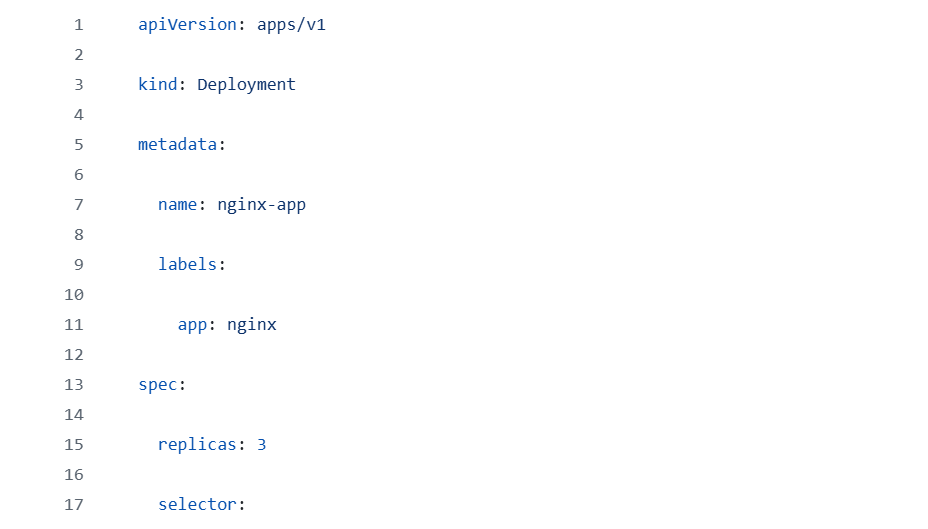 1 apiVersion: apps/v1
2
3 kind: Deployment
4
5 metadata:
6
7   name: nginx-app
8
9   labels:
10
11     app: nginx
12
13 spec:
14
15   replicas: 3
16
17   selector: